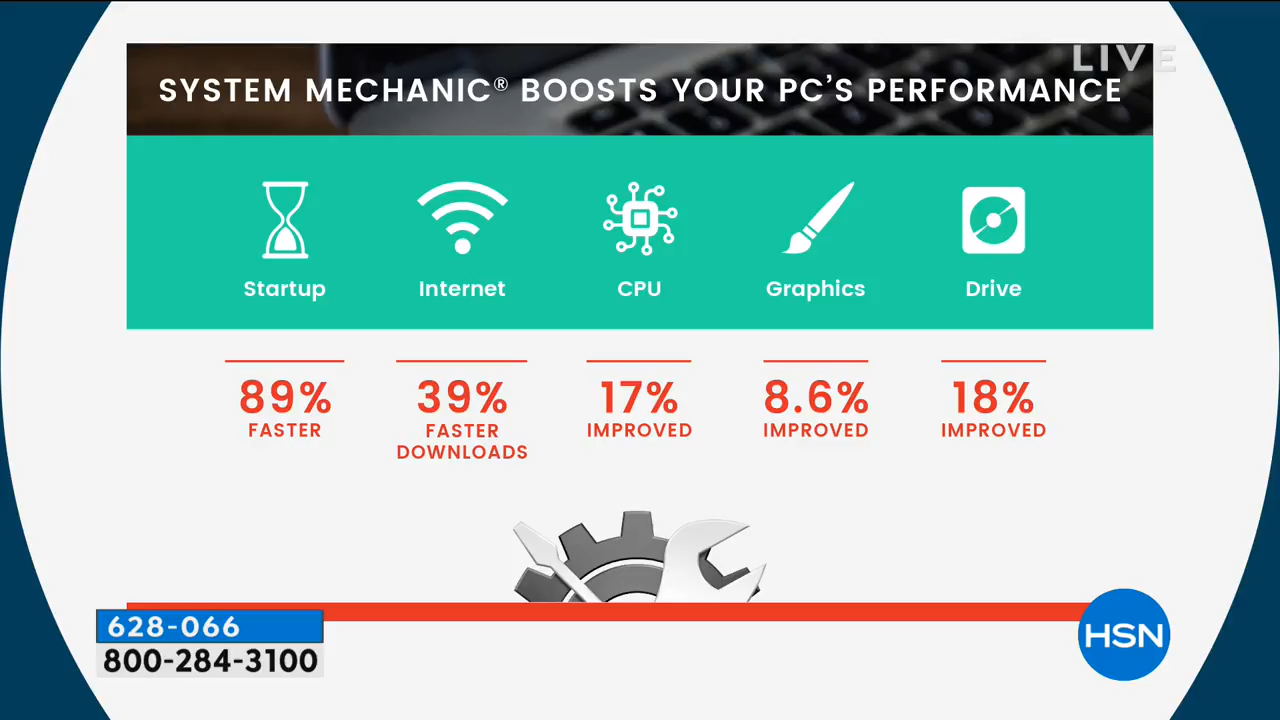 LIVE
SYSTEM MECHANIC® BOOSTS YOUR PC'S PERFORMANCE
Startup
Internet
CPU
Graphics
Drive
89%
FASTER
39%
FASTER
DOWNLOADS
17%
IMPROVED
8.6%
IMPROVED
18%
IMPROVED
628-066
800-284-3100
HSN